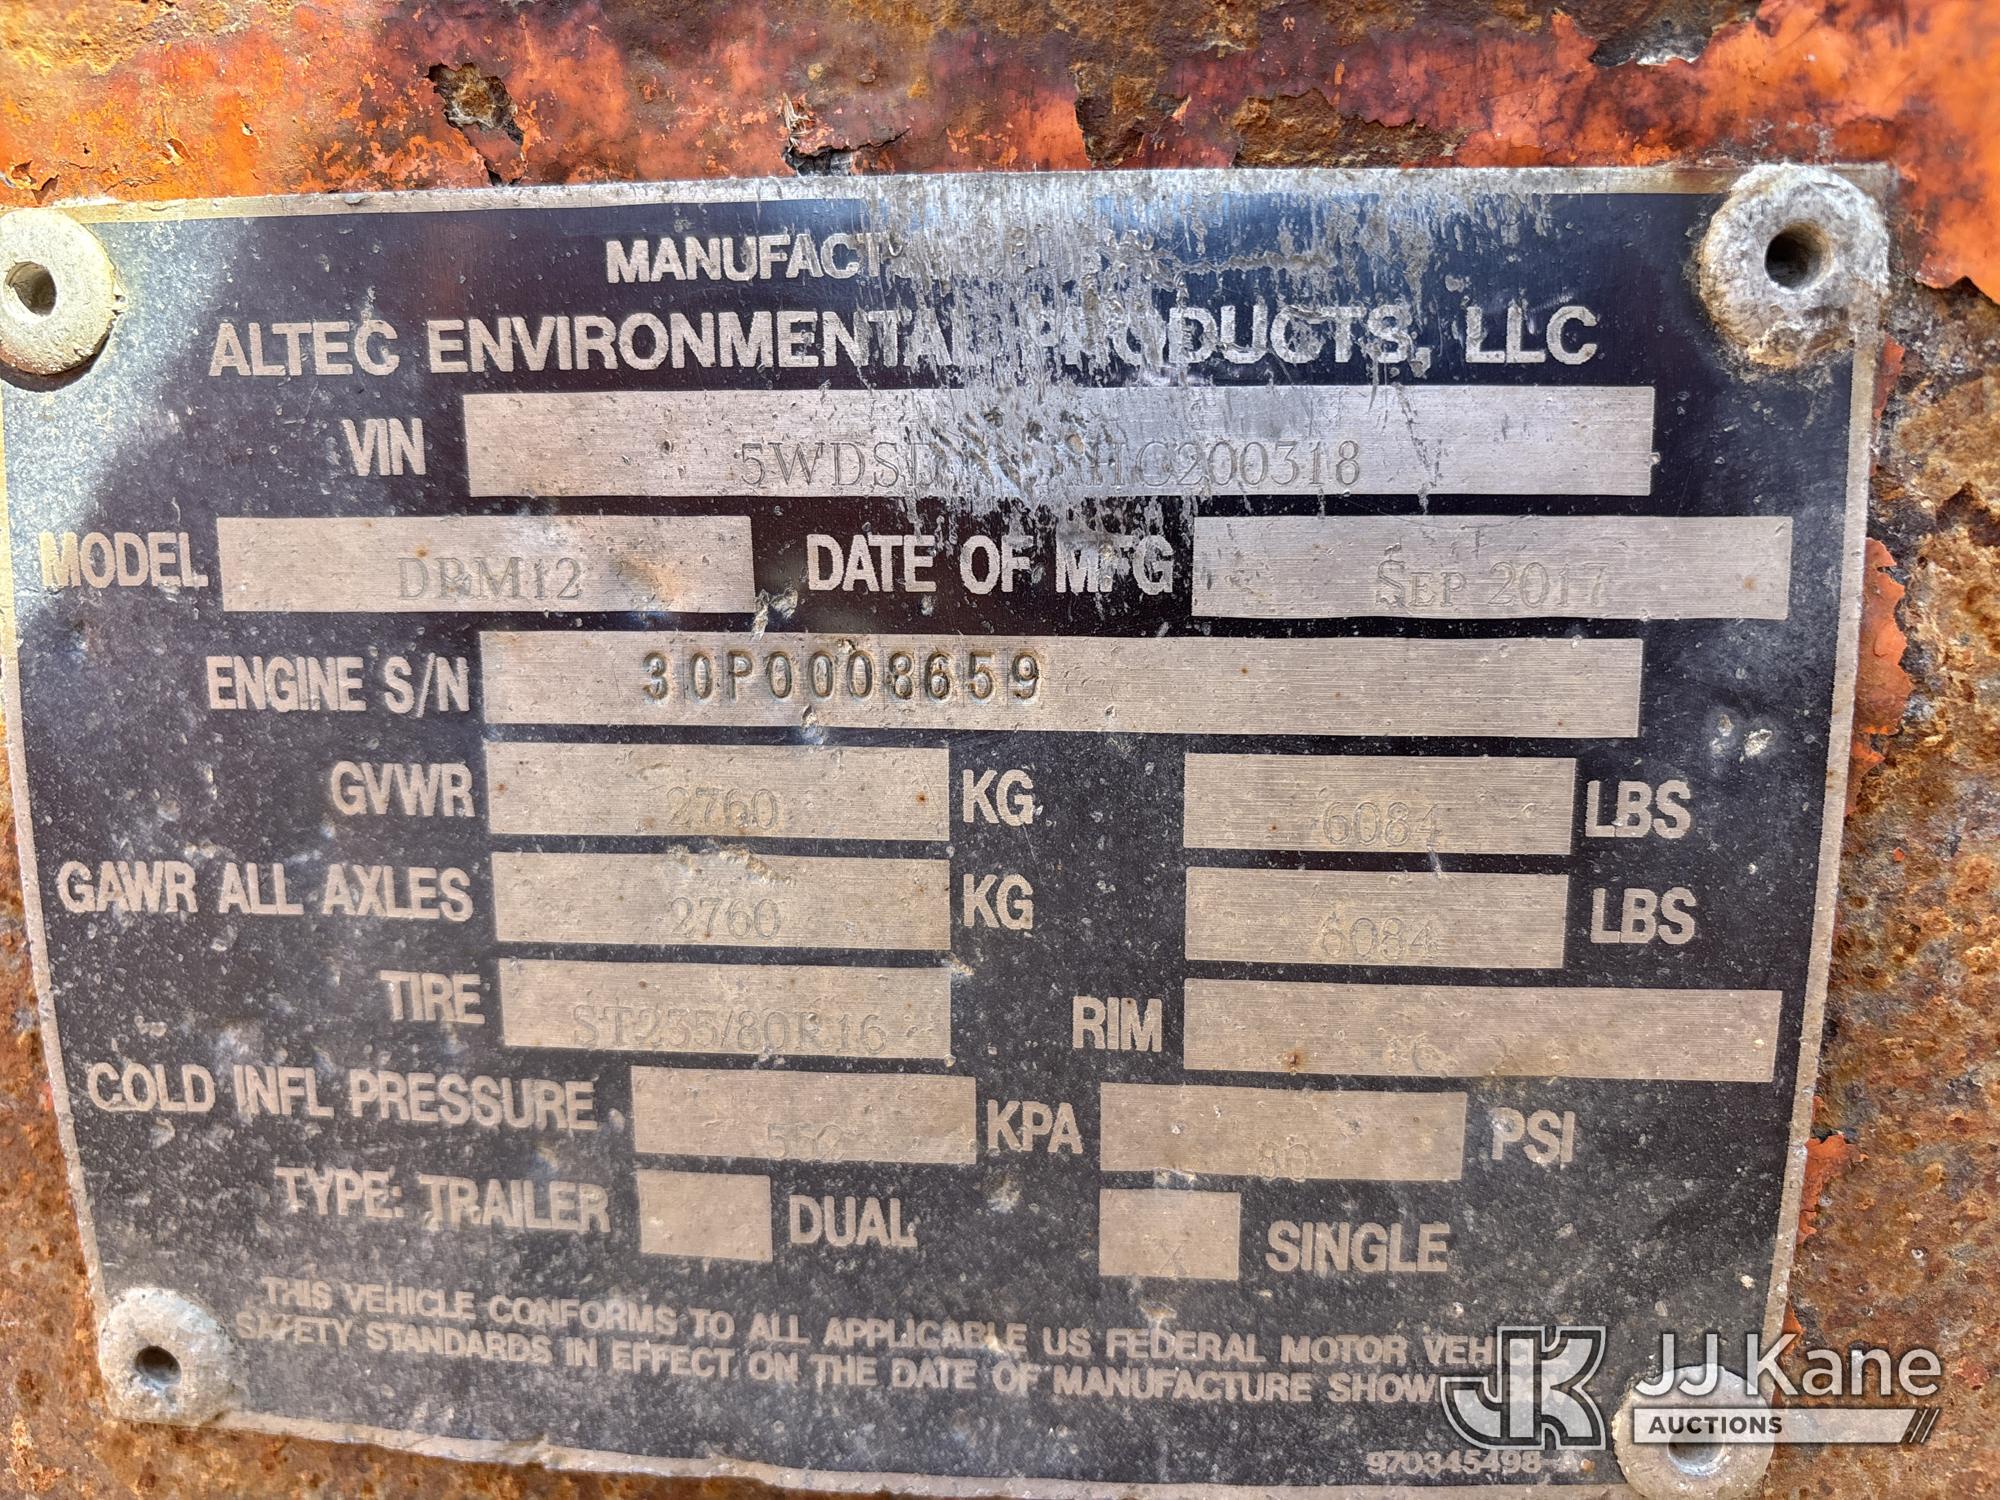 ALTEC ENVIRONMENTAL PRODUCTS, LLC
VIN
MODEL DRM12 DATE OF MFG SEP 2017
ENGINE S/N 30P0008659
GVWR 2760 KG 6084 LBS
GAWR ALL AXLES 2760 KG 6084 LBS
TIRE ST235/80R16 RIM 16
COLD INFL PRESSURE KPA 80 PSI
TYPE: TRAILER DUAL X SINGLE
THIS VEHICLE CONFORMS TO ALL APPLICABLE US FEDERAL MOTOR
SAFETY STANDARDS IN EFFECT ON THE DATE OF MANUFACTURE
970345498
JK JJ Kane
AUCTIONS